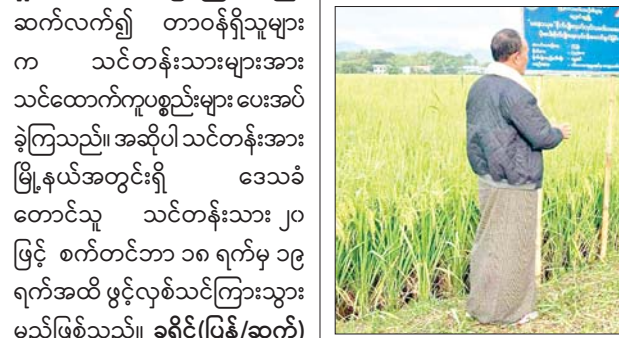 ဆက်လက်၍ တာဝန်ရှိသူများ
က သင်တန်းသားများအား
သင်ထောက်ကူပစ္စည်းများ ပေးအပ်
ခဲ့ကြသည်။ အဆိုပါ သင်တန်းအား
မြို့နယ်အတွင်းရှိ ဒေသခံ
တောင်သူ သင်တန်းသား ၂၀
ဖြင့် စက်တင်ဘာ ၁၈ ရက်မှ ၁၉
ရက်အထိ ဖွင့်လှစ်သင်ကြားသွား
မည်ဖြစ်သည်။ ခရိုင်(ပြန်/ဆက်)